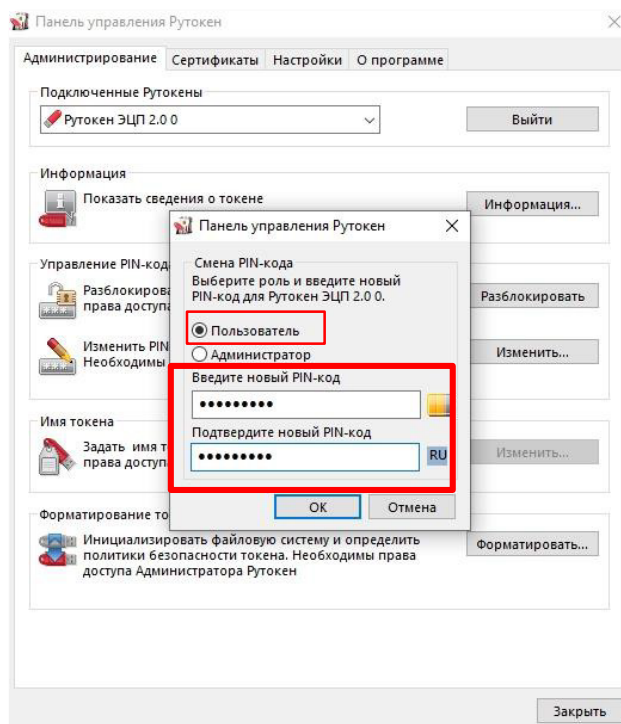 Панель управления Рутокен
Администрирование Сертификаты Настройки О программе
Подключенные Рутокены
Рутокен ЭЦП 2.0 0
Выйти
Информация
Показать сведения о токене
Информация...
Управление PIN-код
Разблокиров
права доступа
Разблокировать
Изменить PIN
Необходимы
Изменить...
Имя токена
Задать имя т
права доступа
Изменить...
Форматирование то
Инициализировать файловую систему и определить
политики безопасности токена. Необходимы права
доступа Администратора Рутокен
Форматировать...
Закрыть
Панель управления Рутокен
Смена PIN-кода
Выберите роль и введите новый
PIN-код для Рутокен ЭЦП 2.0 0.
Пользователь
Администратор
Введите новый PIN-код
Подтвердите новый PIN-код
RU
OK
Отмена